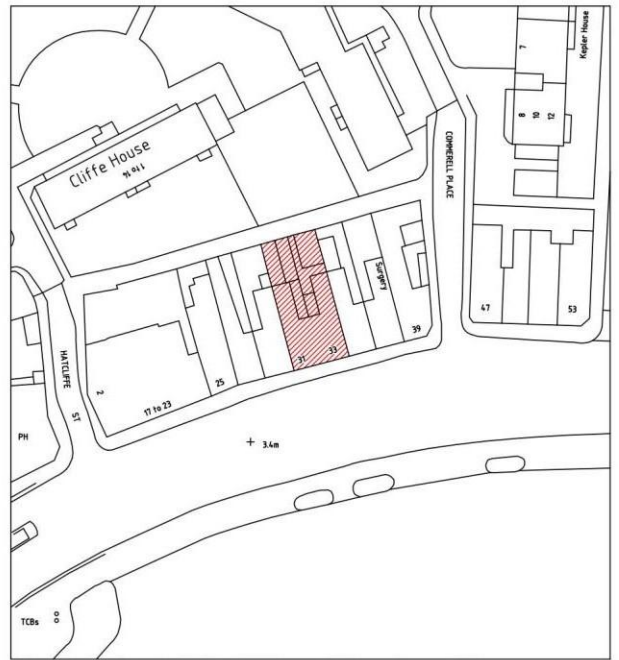 Kepler House
7
8
10
12
Cliffe House
1 to 14
COMMERELL PLACE
Surgery
47
53
39
31
33
25
17 to 23
2
HATCLIFFE ST
PH
3.4m
TCBs